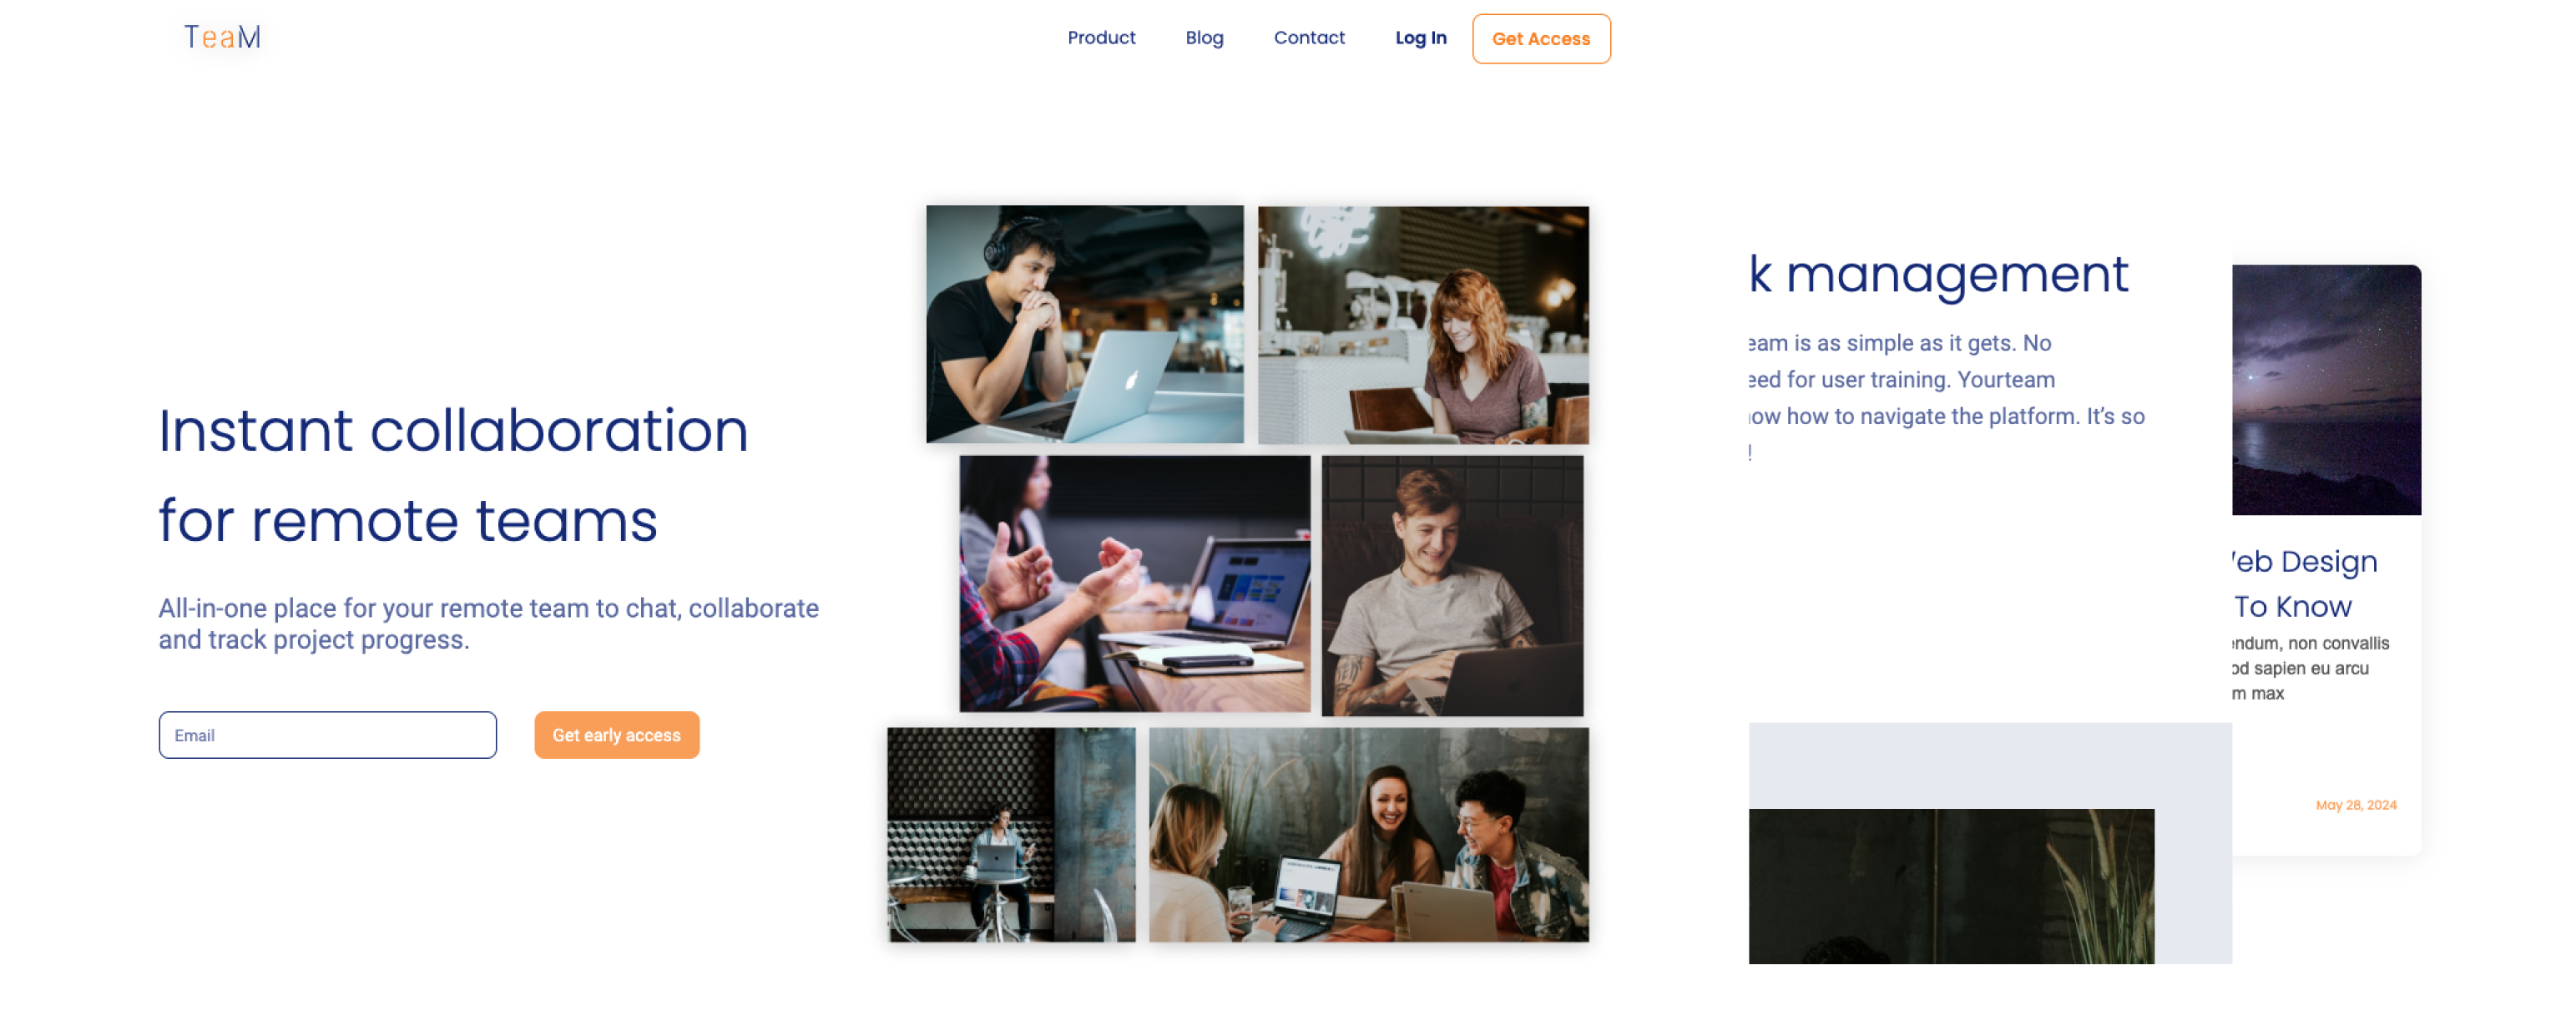 TeaM
Product
Blog
Contact
Log In
Get Access
Instant collaboration
for remote teams
All-in-one place for your remote team to chat, collaborate
and track project progress.
Email
Get early access
k management
eam is as simple as it gets. No
eed for user training. Yourteam
ow how to navigate the platform. It's so
!
eb Design
To Know
endum, non convallis
od sapien eu arcu
m max
May 28, 2024